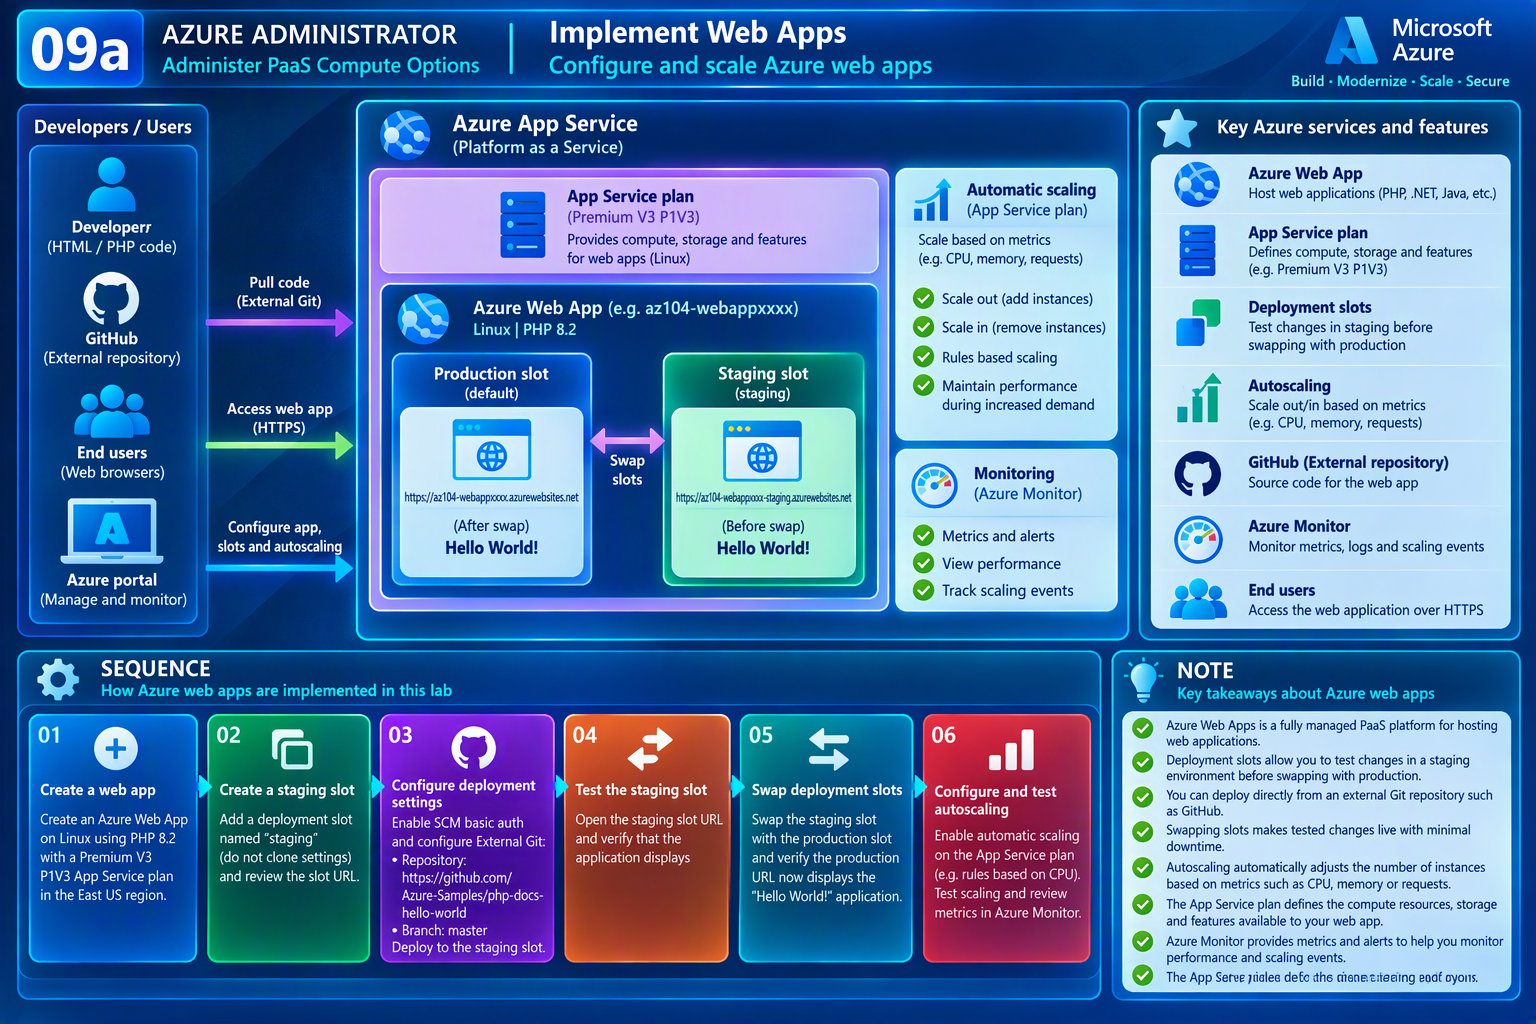 09a
AZURE ADMINISTRATOR
Administer PaaS Compute Options
Implement Web Apps
Configure and scale Azure web apps
Microsoft
Azure
Build · Modernize · Scale · Secure
Developers / Users
Developerr
(HTML / PHP code)
GitHub
(External repository)
End users
(Web browsers)
Azure portal
(Manage and monitor)
Pull code
(External Git)
Access web app
(HTTPS)
Configure app,
slots and autoscaling
Azure App Service
(Platform as a Service)
App Service plan
(Premium V3 P1V3)
Provides compute, storage and features
for web apps (Linux)
Azure Web App (e.g. az104-webappxxxx)
Linux | PHP 8.2
Production slot
(default)
https://az104-webappxxxx.azurewebsites.net
(After swap)
Hello World!
Swap
slots
Staging slot
(staging)
https://az104-webappxxxx-staging.azurewebsites.net
(Before swap)
Hello World!
Automatic scaling
(App Service plan)
Scale based on metrics
(e.g. CPU, memory, requests)
Scale out (add instances)
Scale in (remove instances)
Rules based scaling
Maintain performance
during increased demand
Monitoring
(Azure Monitor)
Metrics and alerts
View performance
Track scaling events
Key Azure services and features
Azure Web App
Host web applications (PHP, .NET, Java, etc.)
App Service plan
Defines compute, storage and features
(e.g. Premium V3 P1V3)
Deployment slots
Test changes in staging before
swapping with production
Autoscaling
Scale out/in based on metrics
(e.g. CPU, memory, requests)
GitHub (External repository)
Source code for the web app
Azure Monitor
Monitor metrics, logs and scaling events
End users
Access the web application over HTTPS
SEQUENCE
How Azure web apps are implemented in this lab
01
Create a web app
Create an Azure Web App
on Linux using PHP 8.2
with a Premium V3
P1V3 App Service plan
in the East US region.
02
Create a staging slot
Add a deployment slot
named "staging"
(do not clone settings)
and review the slot URL.
03
Configure deployment
settings
Enable SCM basic auth
and configure External Git:
• Repository:
https://github.com/
Azure-Samples/php-docs-
hello-world
• Branch: master
Deploy to the staging slot.
04
Test the staging slot
Open the staging slot URL
and verify that the
application displays
05
Swap deployment slots
Swap the staging slot
with the production slot
and verify the production
URL now displays the
"Hello World!" application.
06
Configure and test
autoscaling
Enable automatic scaling
on the App Service plan
(e.g. rules based on CPU).
Test scaling and review
metrics in Azure Monitor.
NOTE
Key takeaways about Azure web apps
Azure Web Apps is a fully managed PaaS platform for hosting
web applications.
Deployment slots allow you to test changes in a staging
environment before swapping with production.
You can deploy directly from an external Git repository such
as GitHub.
Swapping slots makes tested changes live with minimal
downtime.
Autoscaling automatically adjusts the number of instances
based on metrics such as CPU, memory or requests.
The App Service plan defines the compute resources, storage
and features available to your web app.
Azure Monitor provides metrics and alerts to help you monitor
performance and scaling events.
The App